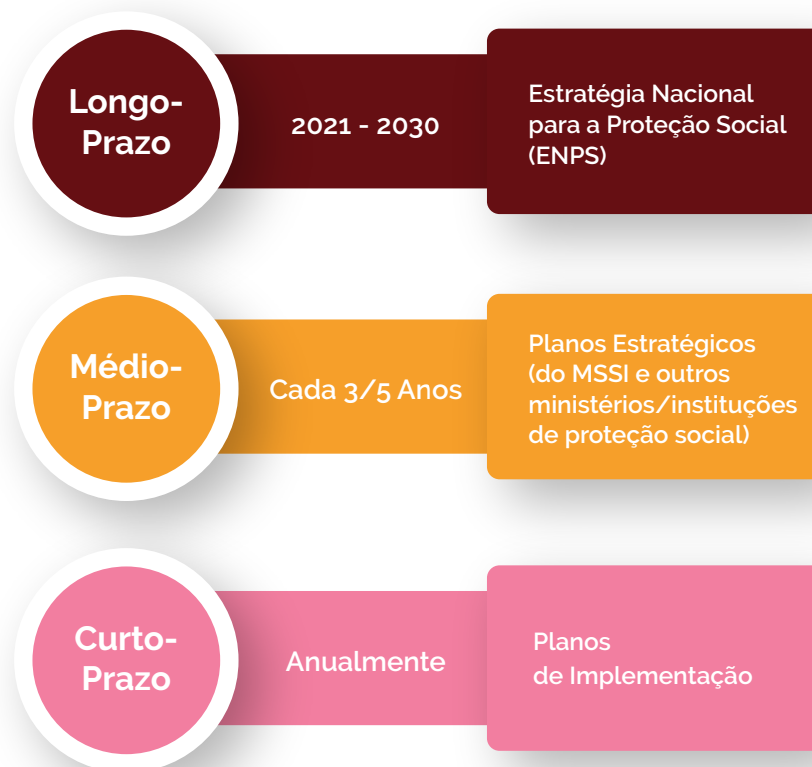 Longo-
Prazo
2021 - 2030
Estratégia Nacional
para a Proteção Social
(ENPS)
Médio-
Prazo
Cada 3/5 Anos
Planos Estratégicos
(do MSSI e outros
ministérios/instituções
de proteção social)
Curto-
Prazo
Anualmente
Planos
de Implementação